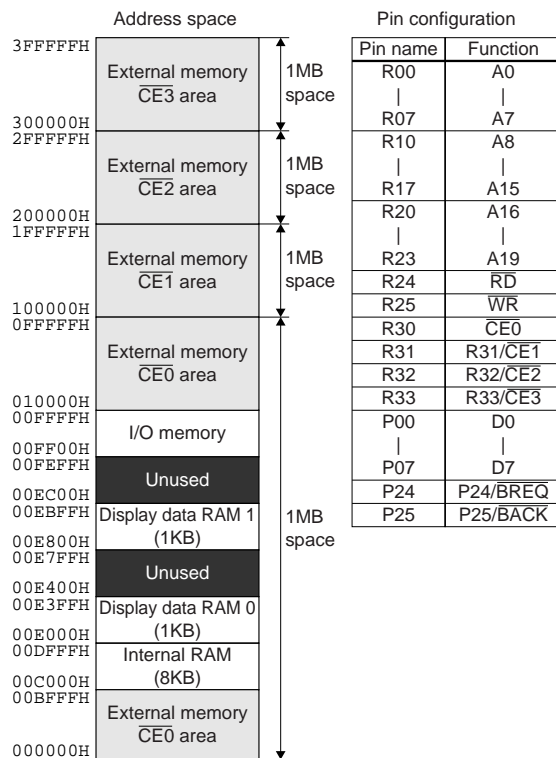 Address space
3FFFFFH
External memory
CE3 area
1MB
space
300000H
2FFFFFH
External memory
CE2 area
1MB
space
200000H
1FFFFFH
External memory
CE1 area
1MB
space
100000H
0FFFFFH
External memory
CE0 area
010000H
00FFFFH
I/O memory
00FF00H
00FEFFH
Unused
00EC00H
00EBFFH
Display data RAM 1
(1KB)
1MB
space
00E800H
00E7FFH
Unused
00E400H
00E3FFH
Display data RAM 0
(1KB)
00E000H
00DFFFH
Internal RAM
(8KB)
00C000H
00BFFFH
External memory
CE0 area
000000H
Pin configuration
Pin name Function
R00 A0
| |
R07 A7
R10 A8
| |
R17 A15
R20 A16
| |
R23 A19
R24 RD
R25 WR
R30 CE0
R31 R31/CE1
R32 R32/CE2
R33 R33/CE3
P00 D0
| |
P07 D7
P24 P24/BREQ
P25 P25/BACK